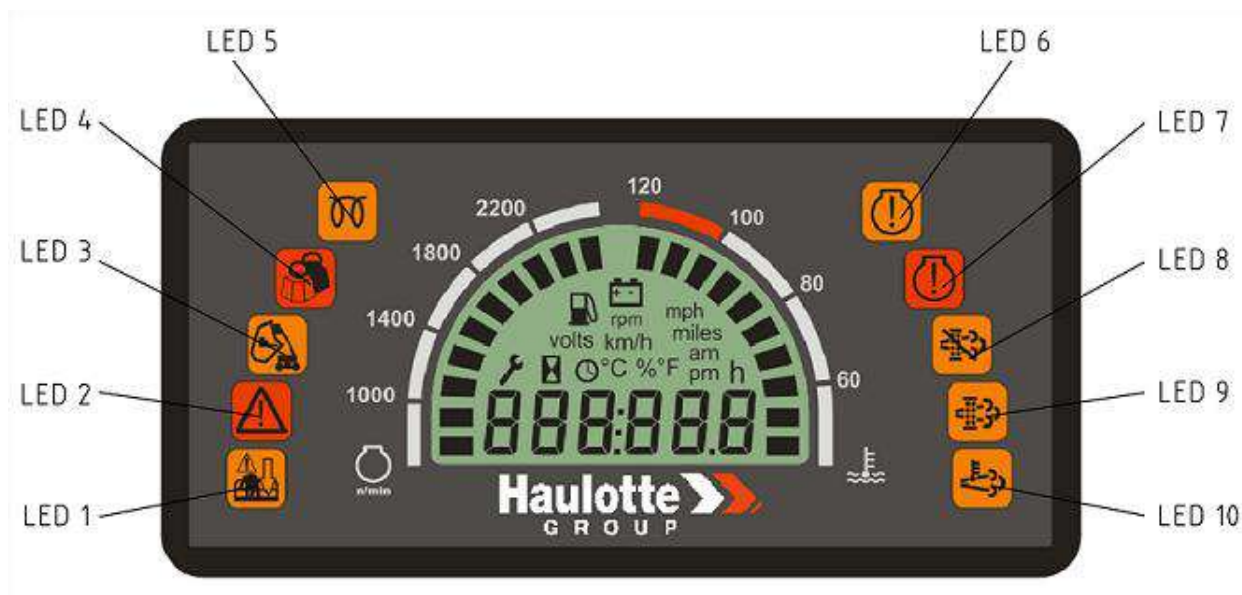 LED 5
LED 6
LED 4
LED 7
LED 3
LED 8
LED 2
LED 9
LED 1
LED 10
2200
120
1800
100
1400
80
1000
60
mph
rpm
miles
volts
km/h
am
°C
%
°F
pm
h
888:88.8
n/min
Haulotte
GROUP